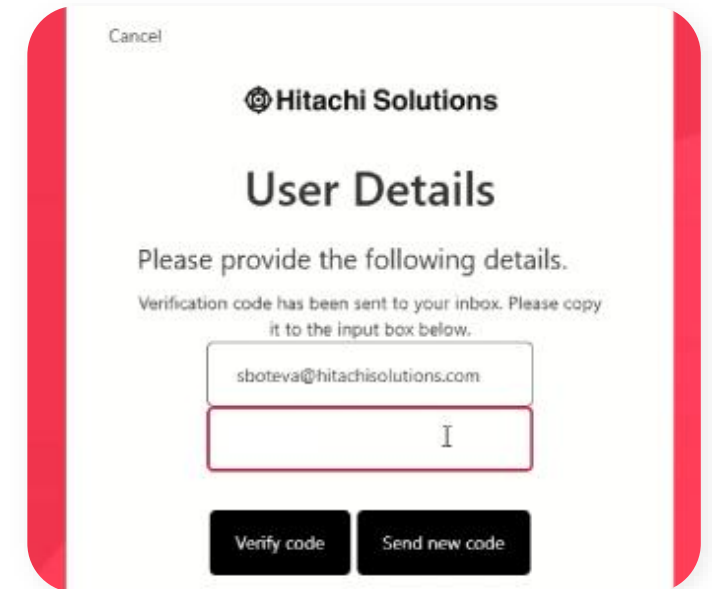 Cancel
Hitachi Solutions
User Details
Please provide the following details.
Verification code has been sent to your inbox. Please copy
it to the input box below.
sboteva@hitachisolutions.com
Verify code
Send new code